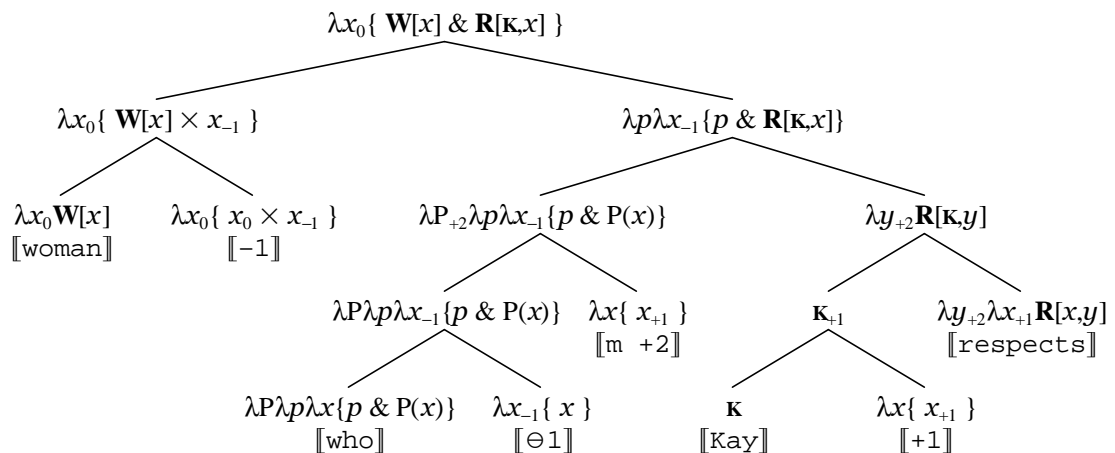 λx₀{ W[x] & R[ᴋ,x] }
λx₀{ W[x] × x₋₁ } λpλx₋₁{p & R[ᴋ,x]}
λx₀W[x] λx₀{ x₀ × x₋₁ } λP₊₂λpλx₋₁{p & P(x)} λy₊₂R[ᴋ,y]
⟦woman⟧ ⟦-1⟧
λPλpλx₋₁{p & P(x)} λx{ x₊₁ } ᴋ₊₁ λy₊₂λx₊₁R[x,y]
⟦m +2⟧ ⟦respects⟧
λPλpλx{p & P(x)} λx₋₁{ x } ᴋ λx{ x₊₁ }
⟦who⟧ ⟦⊖1⟧ ⟦Kay⟧ ⟦+1⟧